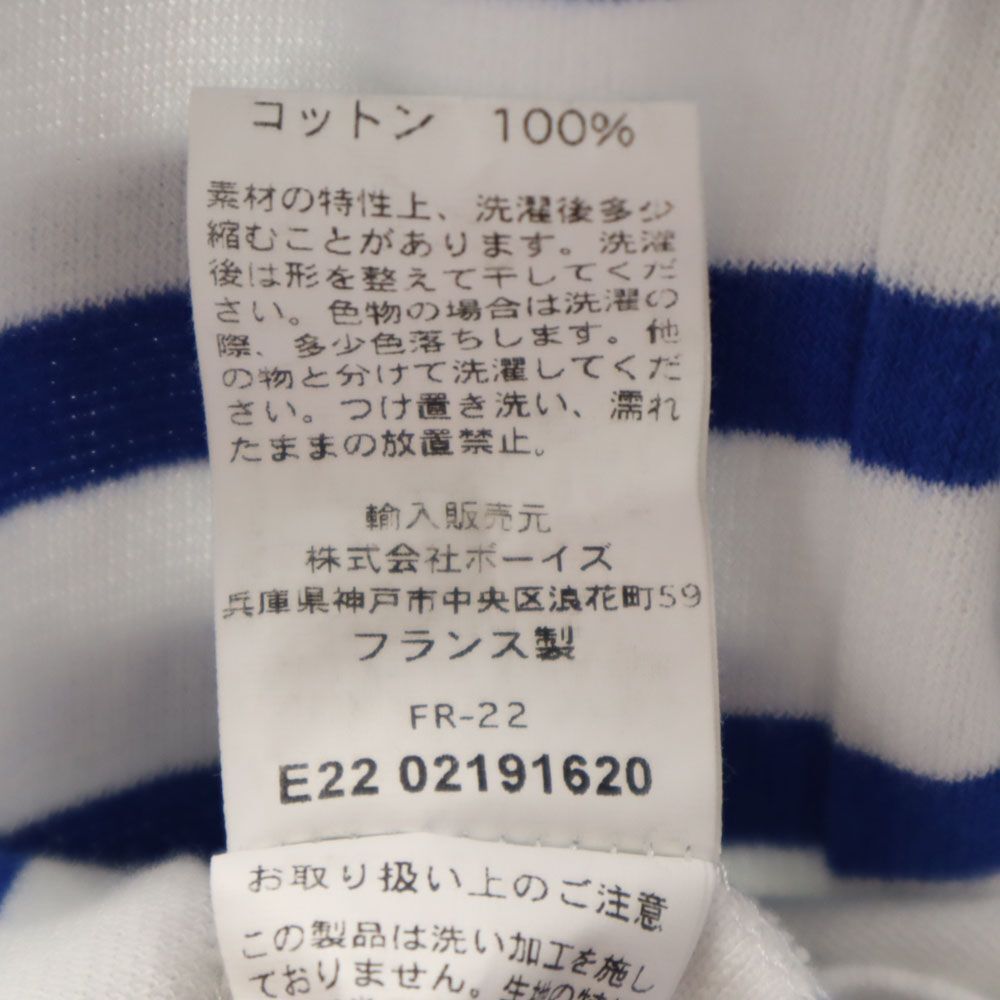 コットン 100%
素材の特性上、洗濯後多少
縮むことがあります。洗濯
後は形を整えて干してくだ
さい。色物の場合は洗濯の
際、多少色落ちします。他
の物と分けて洗濯してくだ
さい。つけ置き洗い、濡れ
たままの放置禁止。
輸入販売元
株式会社ボーイズ
兵庫県神戸市中央区浪花町59
フランス製
FR-22
E22 02191620
お取り扱い上のご注意
この製品は洗い加工を施し
ておりません。生地の特